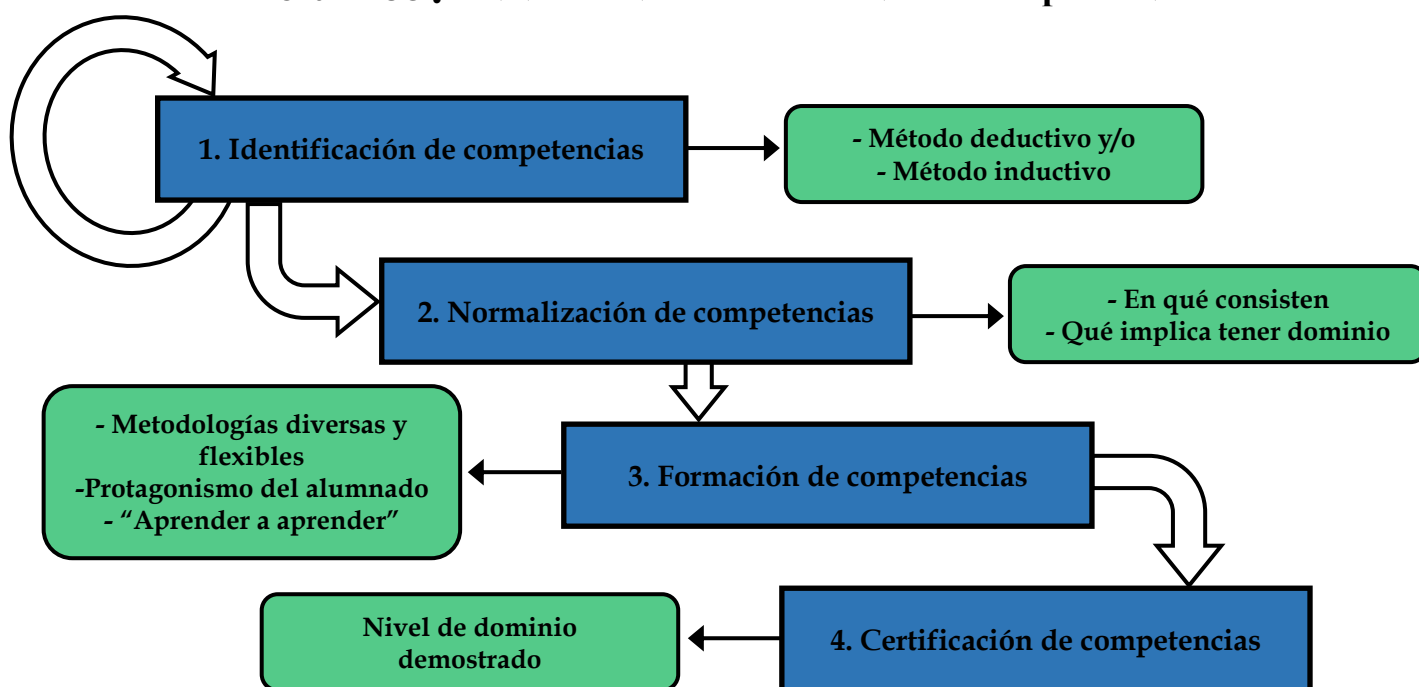 1. Identificación de competencias
- Método deductivo y/o
- Método inductivo
2. Normalización de competencias
- En qué consisten
- Qué implica tener dominio
- Metodologías diversas y
flexibles
-Protagonismo del alumnado
- “Aprender a aprender”
3. Formación de competencias
Nivel de dominio
demostrado
4. Certificación de competencias